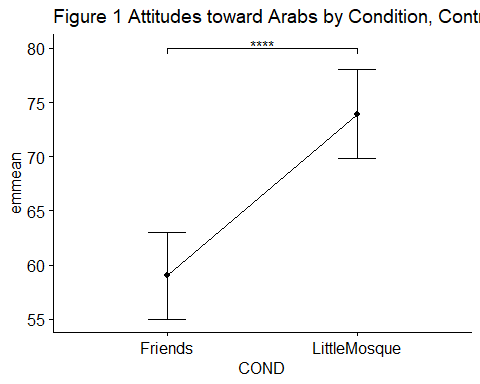 Figure 1 Attitudes toward Arabs by Condition, Contr
80
****
75
70
65
60
55
emmean
Friends
LittleMosque
COND